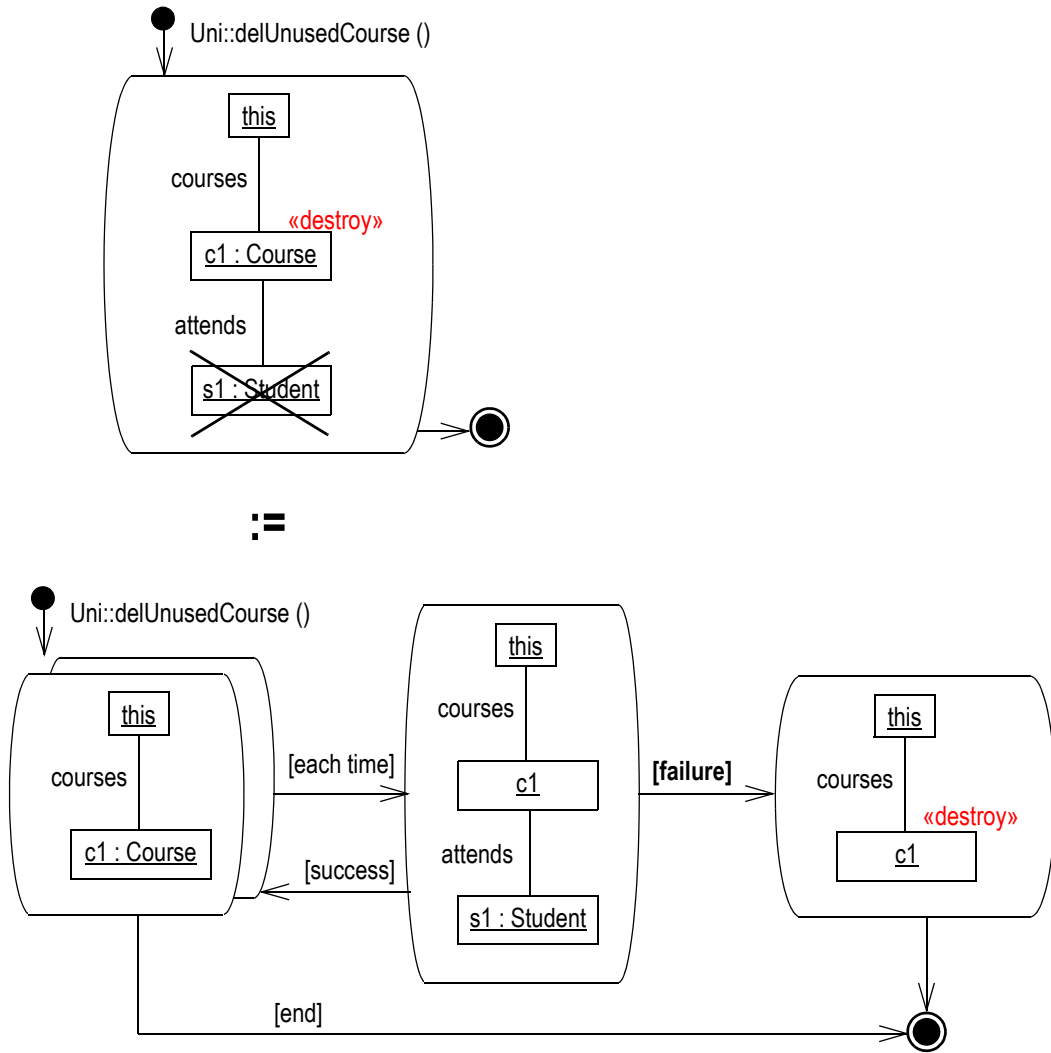 Uni::delUnusedCourse ()
this
courses
«destroy»
c1 : Course
attends
s1 : Student
:=
Uni::delUnusedCourse ()
this
courses
c1 : Course
[each time]
[success]
this
courses
c1
attends
s1 : Student
[failure]
this
courses
«destroy»
c1
[end]